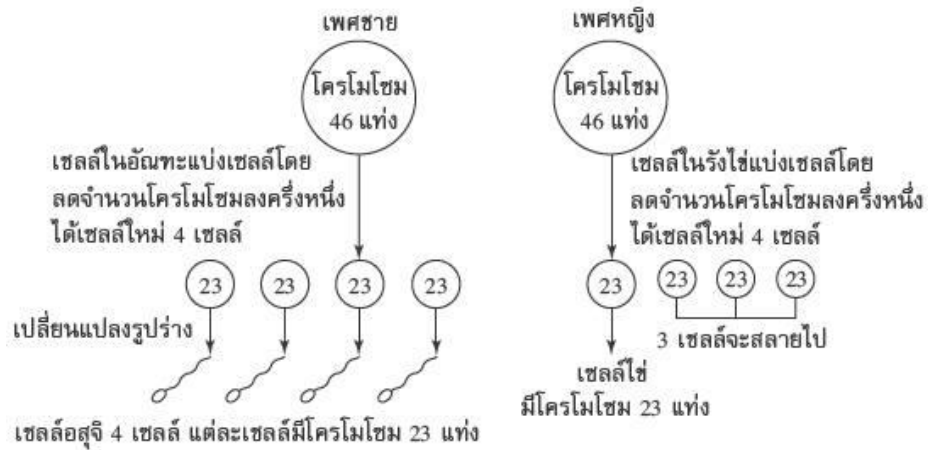 เพศชาย
โครโมโซม
46 แท่ง
เซลล์ในอัณฑะแบ่งเซลล์โดย
ลดจำนวนโครโมโซมลงครึ่งหนึ่ง
ได้เซลล์ใหม่ 4 เซลล์
23 23 23 23
เปลี่ยนแปลงรูปร่าง
เซลล์อสุจิ 4 เซลล์ แต่ละเซลล์มีโครโมโซม 23 แท่ง
เพศหญิง
โครโมโซม
46 แท่ง
เซลล์ในรังไข่แบ่งเซลล์โดย
ลดจำนวนโครโมโซมลงครึ่งหนึ่ง
ได้เซลล์ใหม่ 4 เซลล์
23 23 23 23
3 เซลล์จะสลายไป
เซลล์ไข่
มีโครโมโซม 23 แท่ง